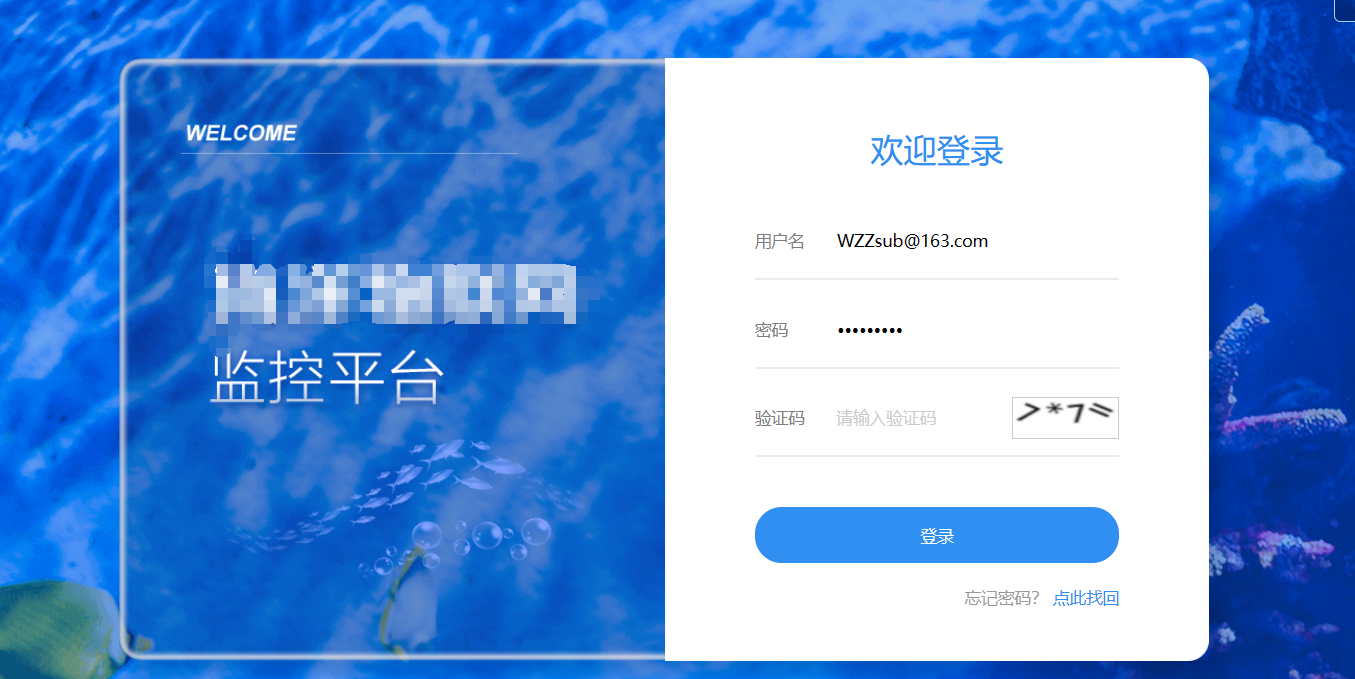 WELCOME
监控平台
欢迎登录
用户名 WZZsub@163.com
密码 •••••••••
验证码 请输入验证码
登录
忘记密码? 点此找回